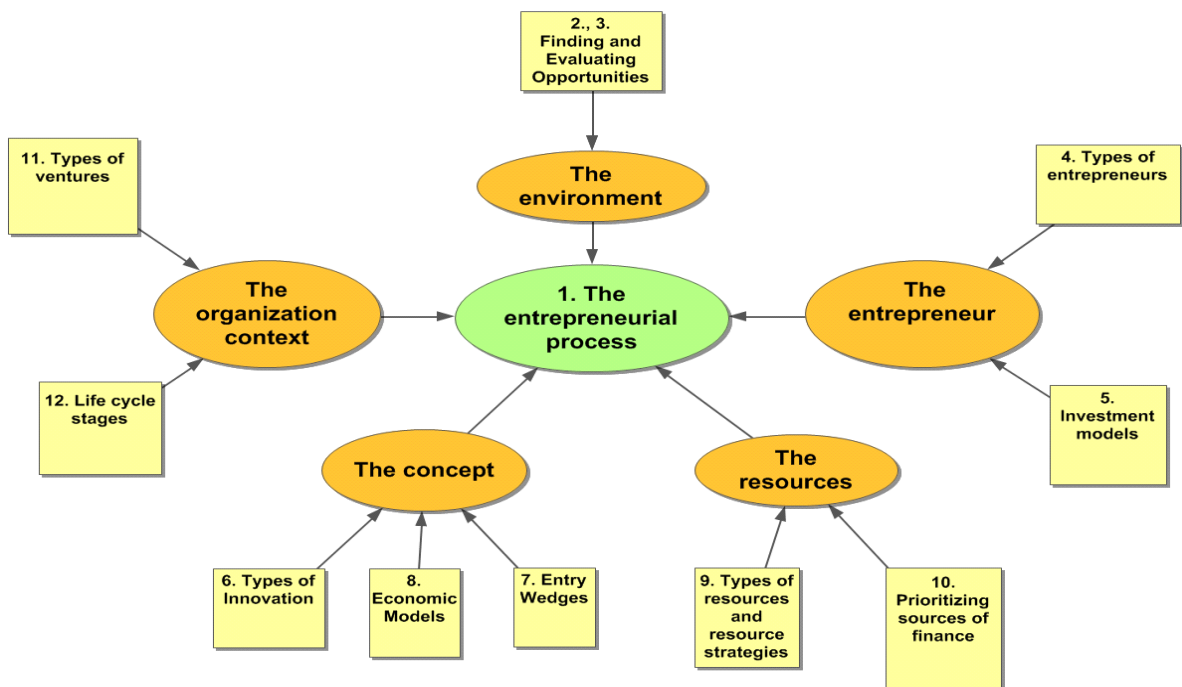 2., 3.
Finding and
Evaluating
Opportunities
11. Types of
ventures
4. Types of
entrepreneurs
The
environment
The
organization
context
1. The
entrepreneurial
process
The
entrepreneur
12. Life cycle
stages
5.
Investment
models
The concept
The
resources
6. Types of
Innovation
8.
Economic
Models
7. Entry
Wedges
9. Types of
resources
and
resource
strategies
10.
Prioritizing
sources of
finance